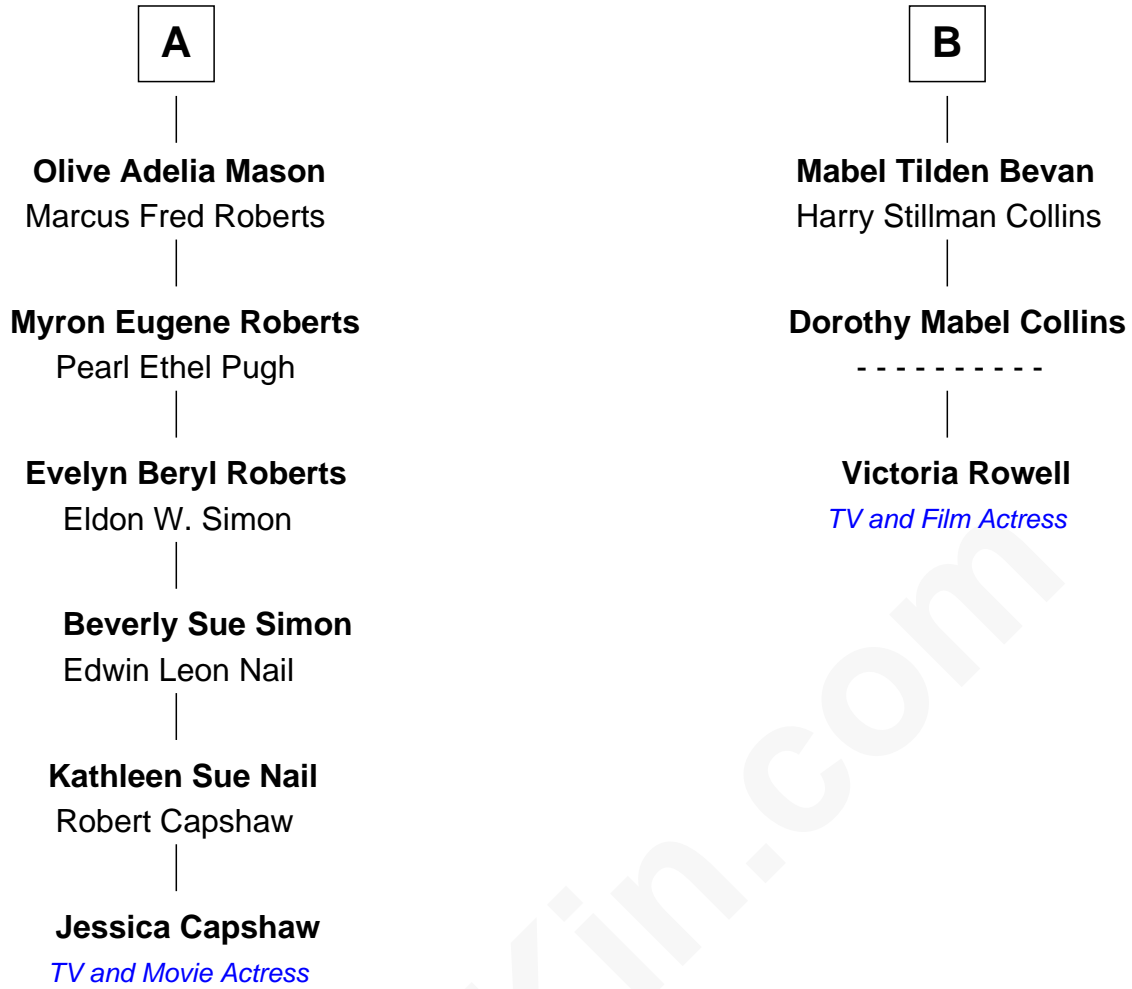 A
Olive Adelia Mason
Marcus Fred Roberts
Myron Eugene Roberts
Pearl Ethel Pugh
Evelyn Beryl Roberts
Eldon W. Simon
Beverly Sue Simon
Edwin Leon Nail
Kathleen Sue Nail
Robert Capshaw
Jessica Capshaw
TV and Movie Actress
B
Mabel Tilden Bevan
Harry Stillman Collins
Dorothy Mabel Collins
- - - - - - - - - -
Victoria Rowell
TV and Film Actress
Kin.com